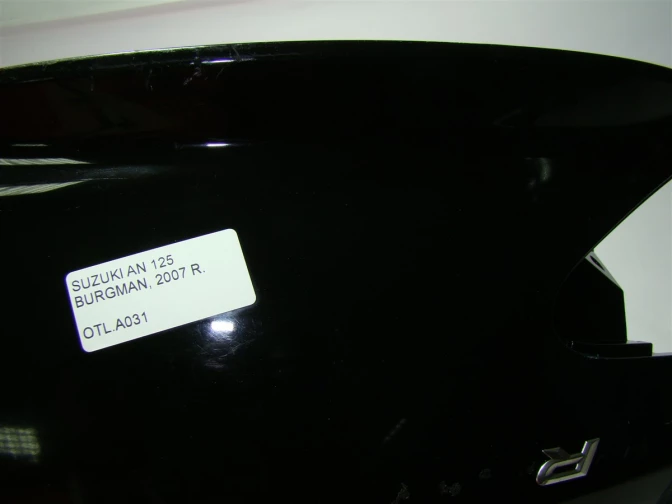 SUZUKI AN 125
BURGMAN, 2007 R.
OTL.A031
R